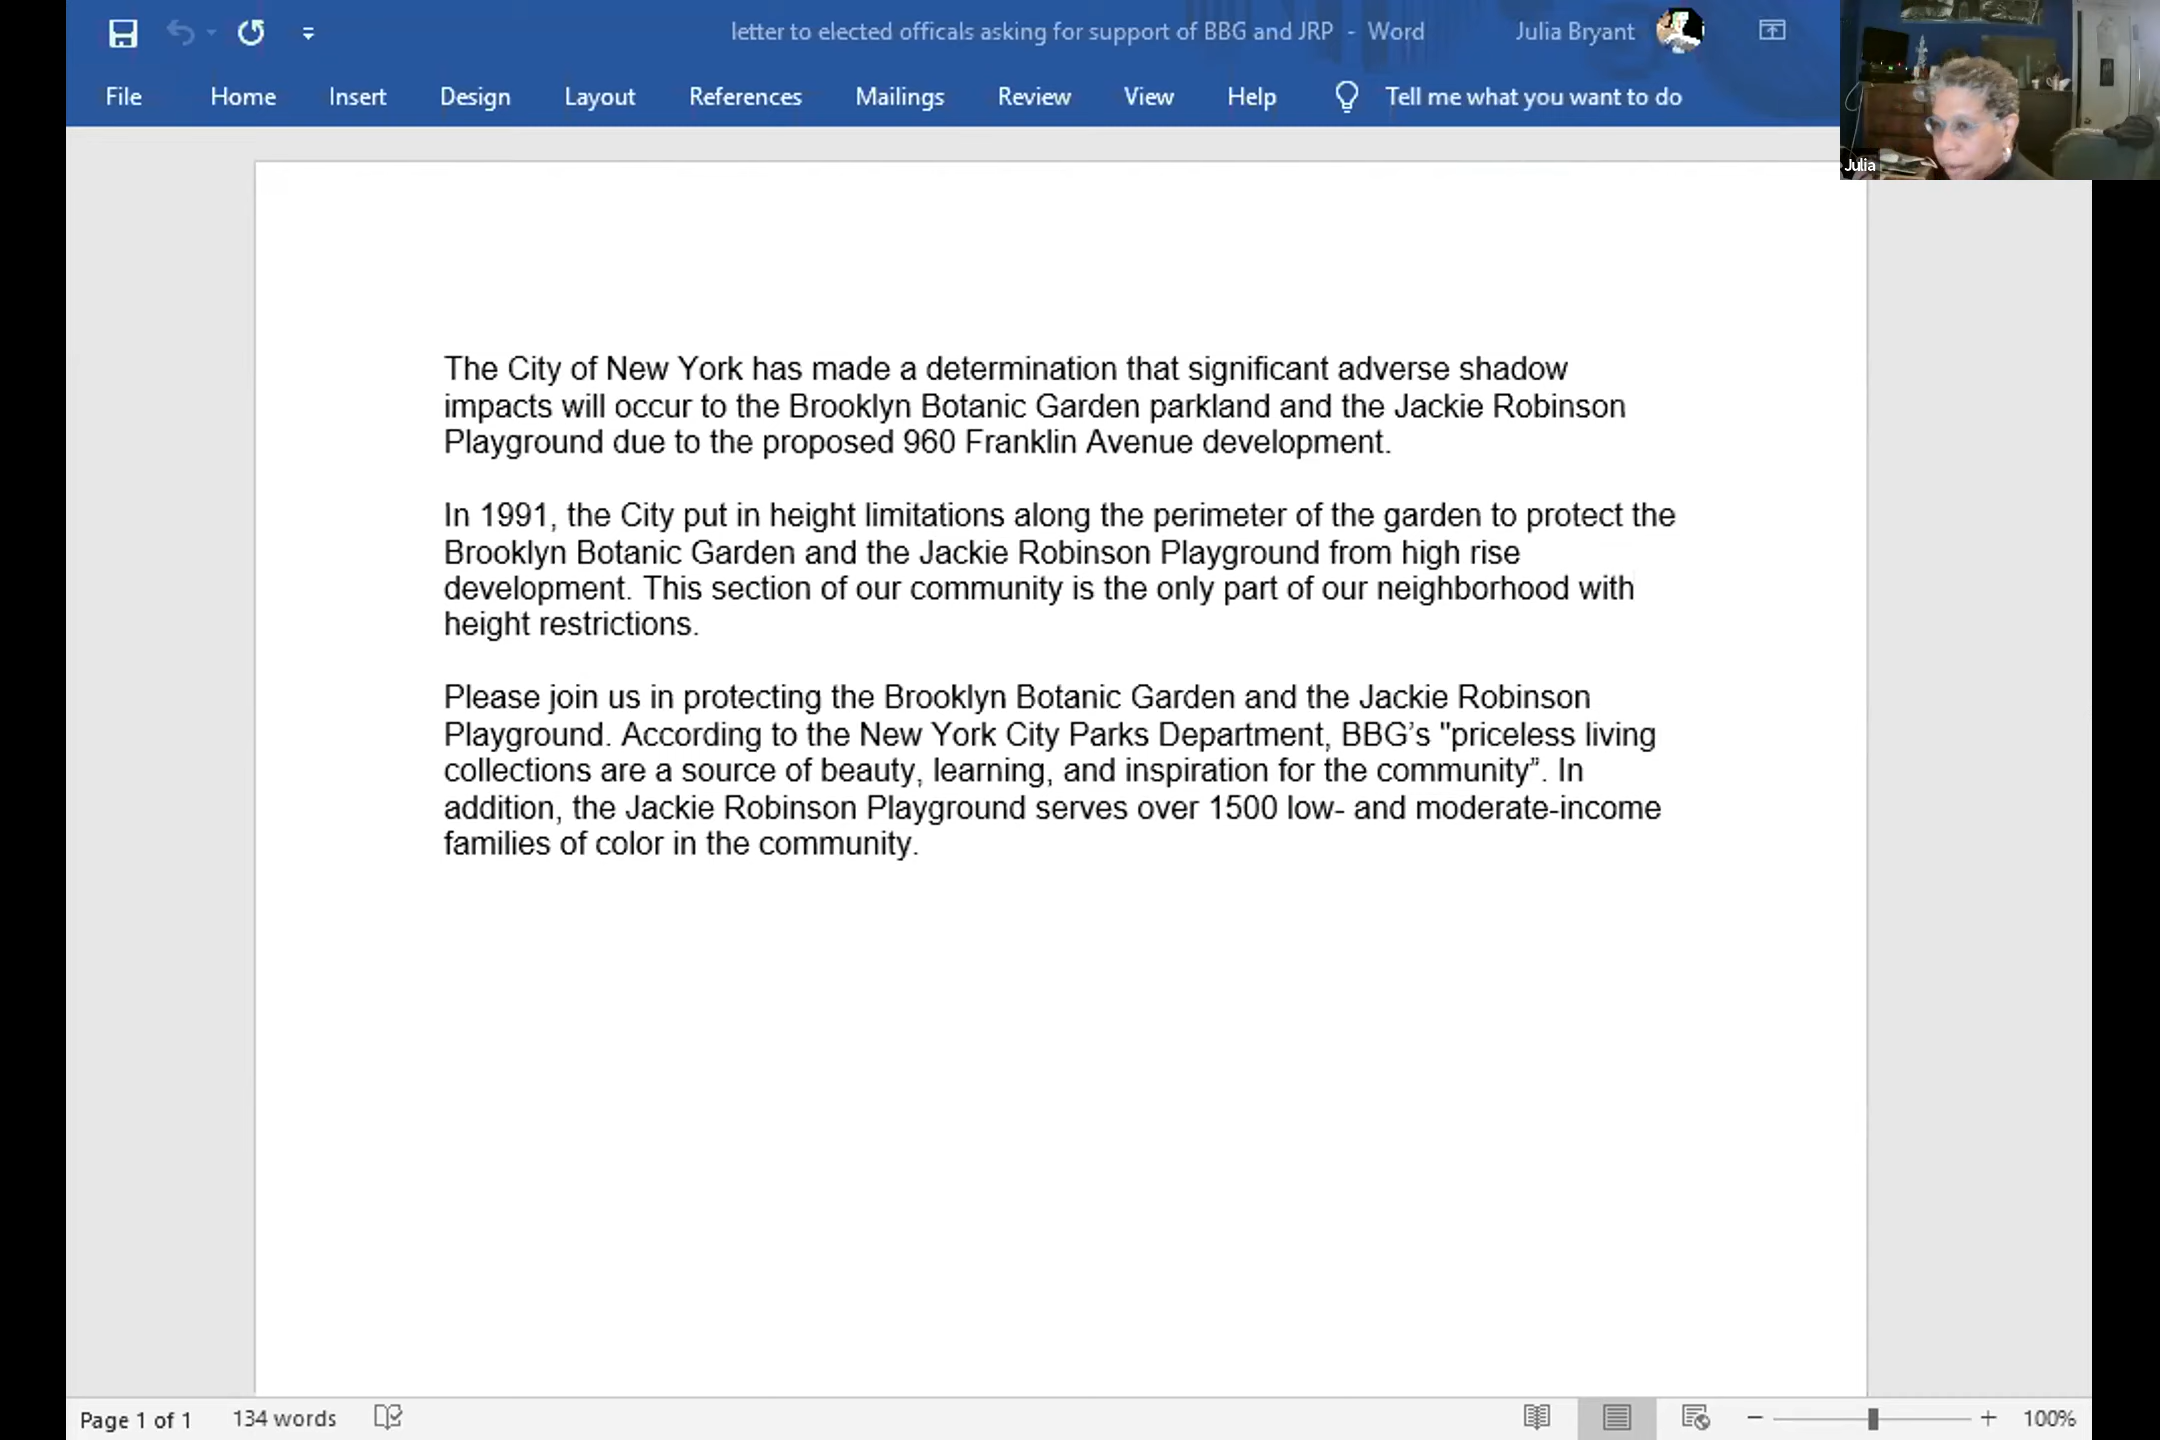 letter to elected officals asking for support of BBG and JRP - Word
Julia Bryant
File Home Insert Design Layout References Mailings Review View Help Tell me what you want to do
Julia
The City of New York has made a determination that significant adverse shadow
impacts will occur to the Brooklyn Botanic Garden parkland and the Jackie Robinson
Playground due to the proposed 960 Franklin Avenue development.
In 1991, the City put in height limitations along the perimeter of the garden to protect the
Brooklyn Botanic Garden and the Jackie Robinson Playground from high rise
development. This section of our community is the only part of our neighborhood with
height restrictions.
Please join us in protecting the Brooklyn Botanic Garden and the Jackie Robinson
Playground. According to the New York City Parks Department, BBG’s "priceless living
collections are a source of beauty, learning, and inspiration for the community”. In
addition, the Jackie Robinson Playground serves over 1500 low- and moderate-income
families of color in the community.
Page 1 of 1 134 words 100%